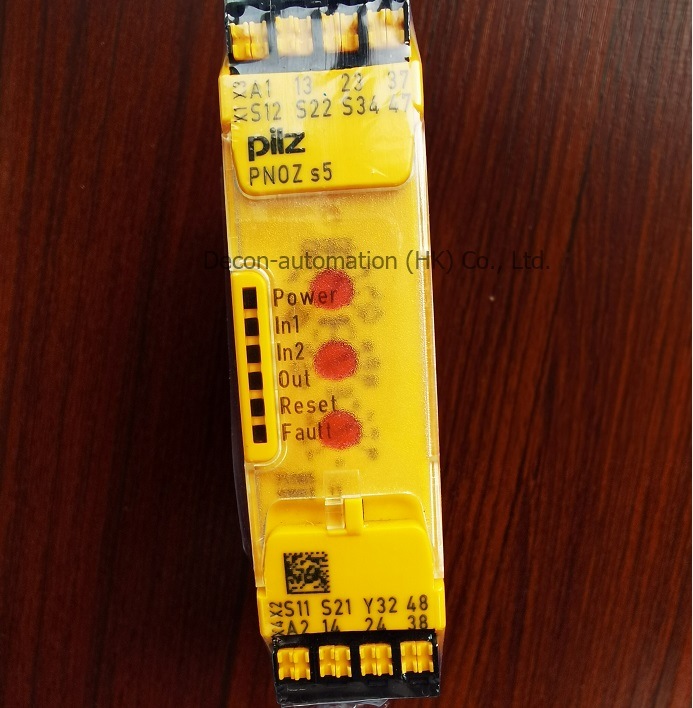 X3 A1 13 23 37
X1 S12 S22 S34 47
pilz
PNOZ s5
Decon-automation (HK) Co., Ltd.
Power
In1
In2
Out
Reset
Fault
X2 S11 S21 Y32 48
X4 A2 14 24 38